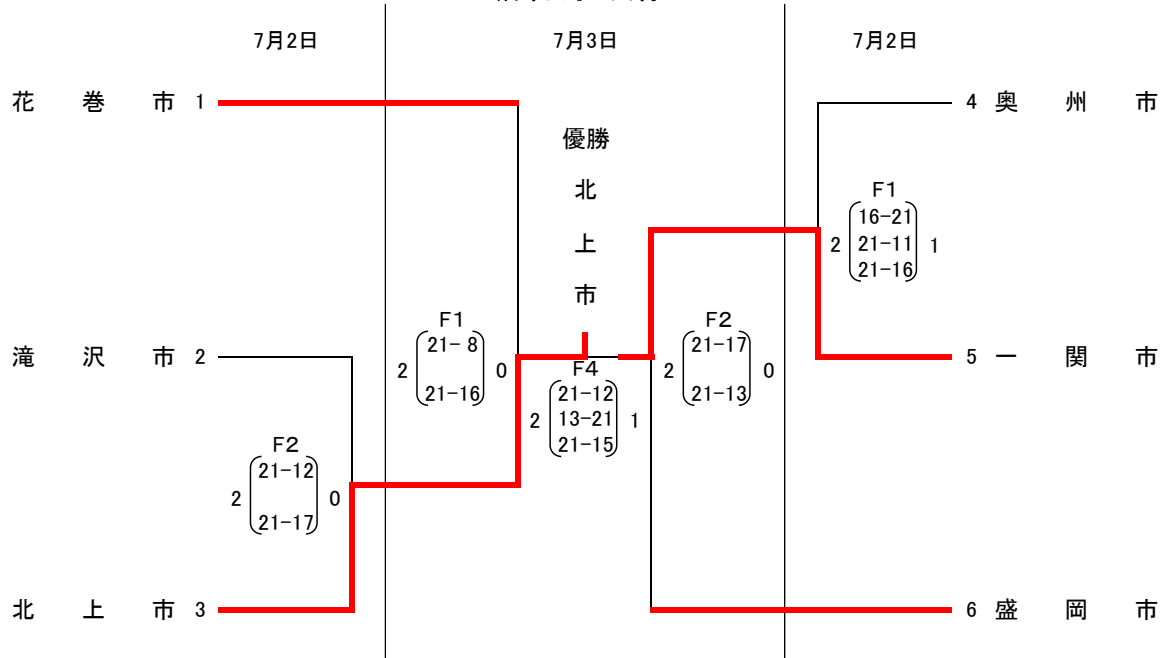 7月2日
7月3日
7月2日
花巻市 1
4 奥州市
優勝
北上市
F1
16-21
2 21-11 1
21-16
F1
21- 8
2 0
21-16
F2
21-17
2 0
21-13
滝沢市 2
5 一関市
F4
21-12
2 13-21 1
21-15
F2
21-12
2 0
21-17
北上市 3
6 盛岡市